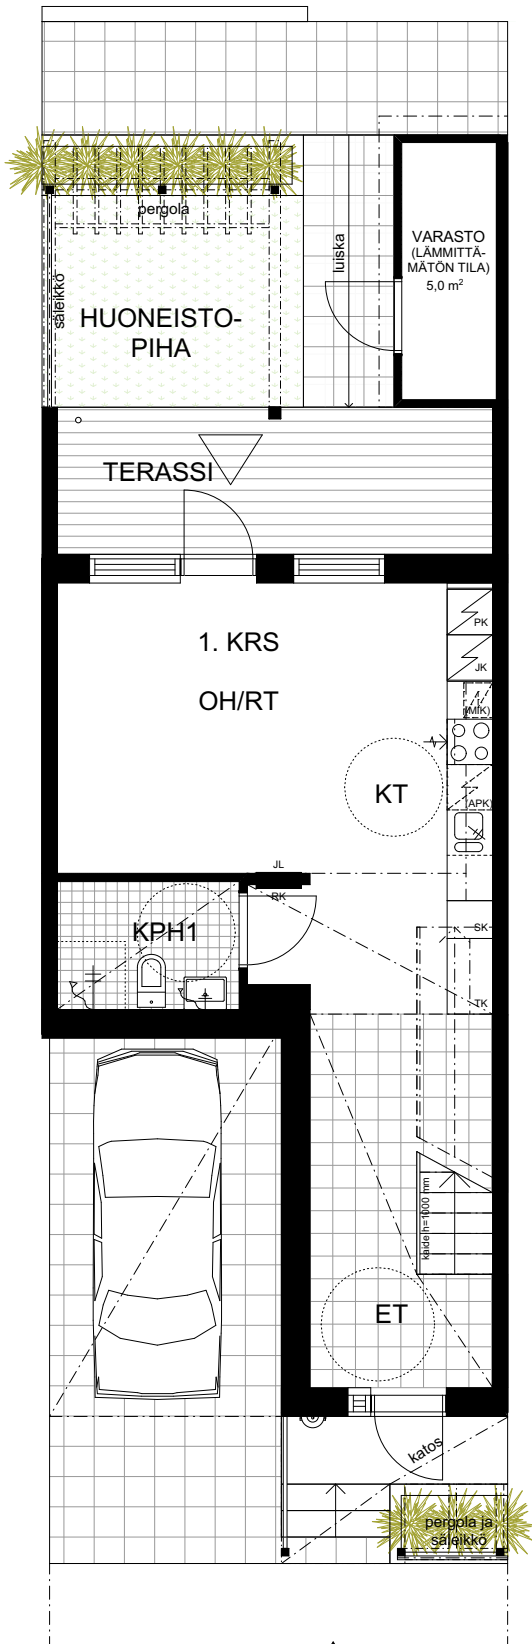 pergola
säleikkö
luiska
VARASTO
(LÄMMITTÄ-
MÄTÖN TILA)
5,0 m²
HUONEISTO-
PIHA
TERASSI
1. KRS
OH/RT
PK
JK
(MIK)
KT
(APK)
JL
RK
KPH1
SK
TK
kaide h=1000 mm
ET
katos
pergola ja
säleikkö